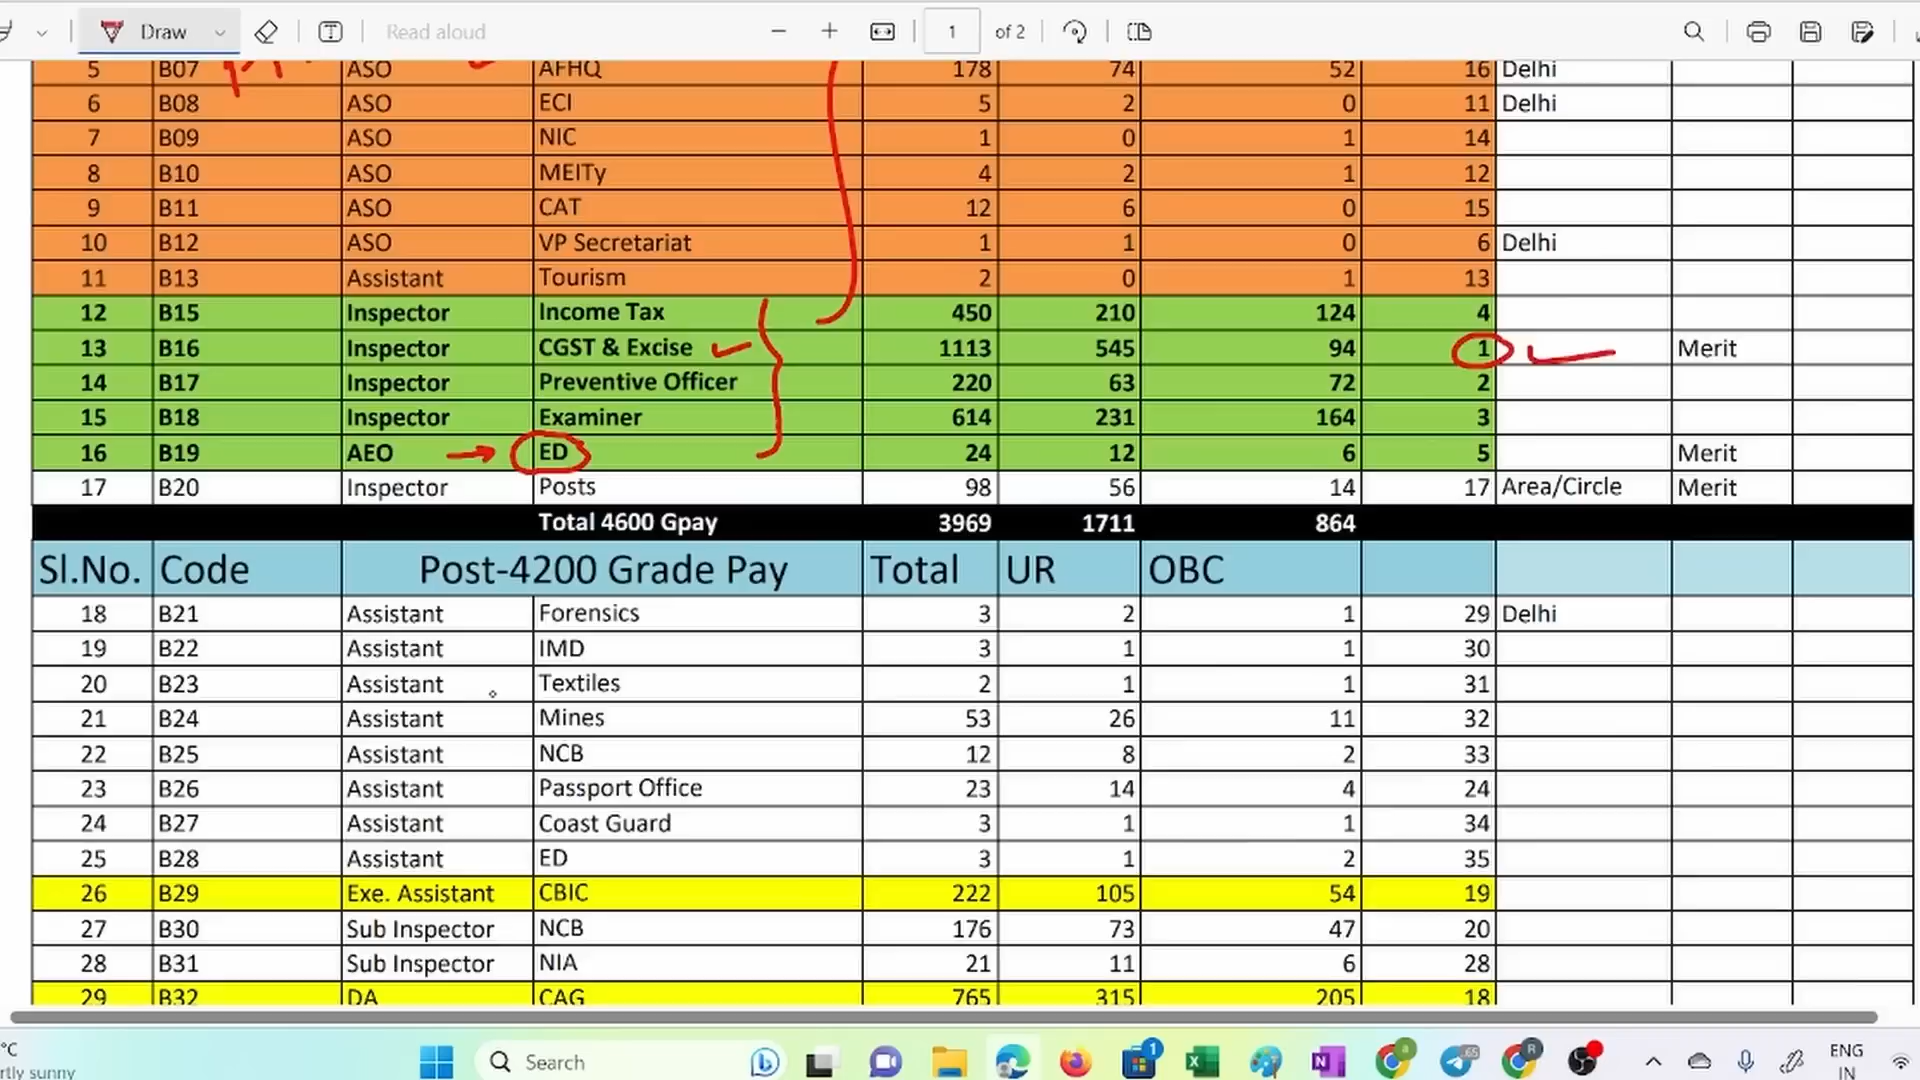 Draw Read aloud 1 of 2
5 B07 ASO AFHQ 178 74 52 16 Delhi
6 B08 ASO ECI 5 2 0 11 Delhi
7 B09 ASO NIC 1 0 1 14
8 B10 ASO MEITy 4 2 1 12
9 B11 ASO CAT 12 6 0 15
10 B12 ASO VP Secretariat 1 1 0 6 Delhi
11 B13 Assistant Tourism 2 0 1 13
12 B15 Inspector Income Tax 450 210 124 4
13 B16 Inspector CGST & Excise 1113 545 94 1 Merit
14 B17 Inspector Preventive Officer 220 63 72 2
15 B18 Inspector Examiner 614 231 164 3
16 B19 AEO ED 24 12 6 5 Merit
17 B20 Inspector Posts 98 56 14 17 Area/Circle Merit
Total 4600 Gpay 3969 1711 864
Sl.No. Code Post-4200 Grade Pay Total UR OBC
18 B21 Assistant Forensics 3 2 1 29 Delhi
19 B22 Assistant IMD 3 1 1 30
20 B23 Assistant Textiles 2 1 1 31
21 B24 Assistant Mines 53 26 11 32
22 B25 Assistant NCB 12 8 2 33
23 B26 Assistant Passport Office 23 14 4 24
24 B27 Assistant Coast Guard 3 1 1 34
25 B28 Assistant ED 3 1 2 35
26 B29 Exe. Assistant CBIC 222 105 54 19
27 B30 Sub Inspector NCB 176 73 47 20
28 B31 Sub Inspector NIA 21 11 6 28
29 B32 DA CAG 765 315 205 18
°C
rtly sunny
Search
1
ENG
IN